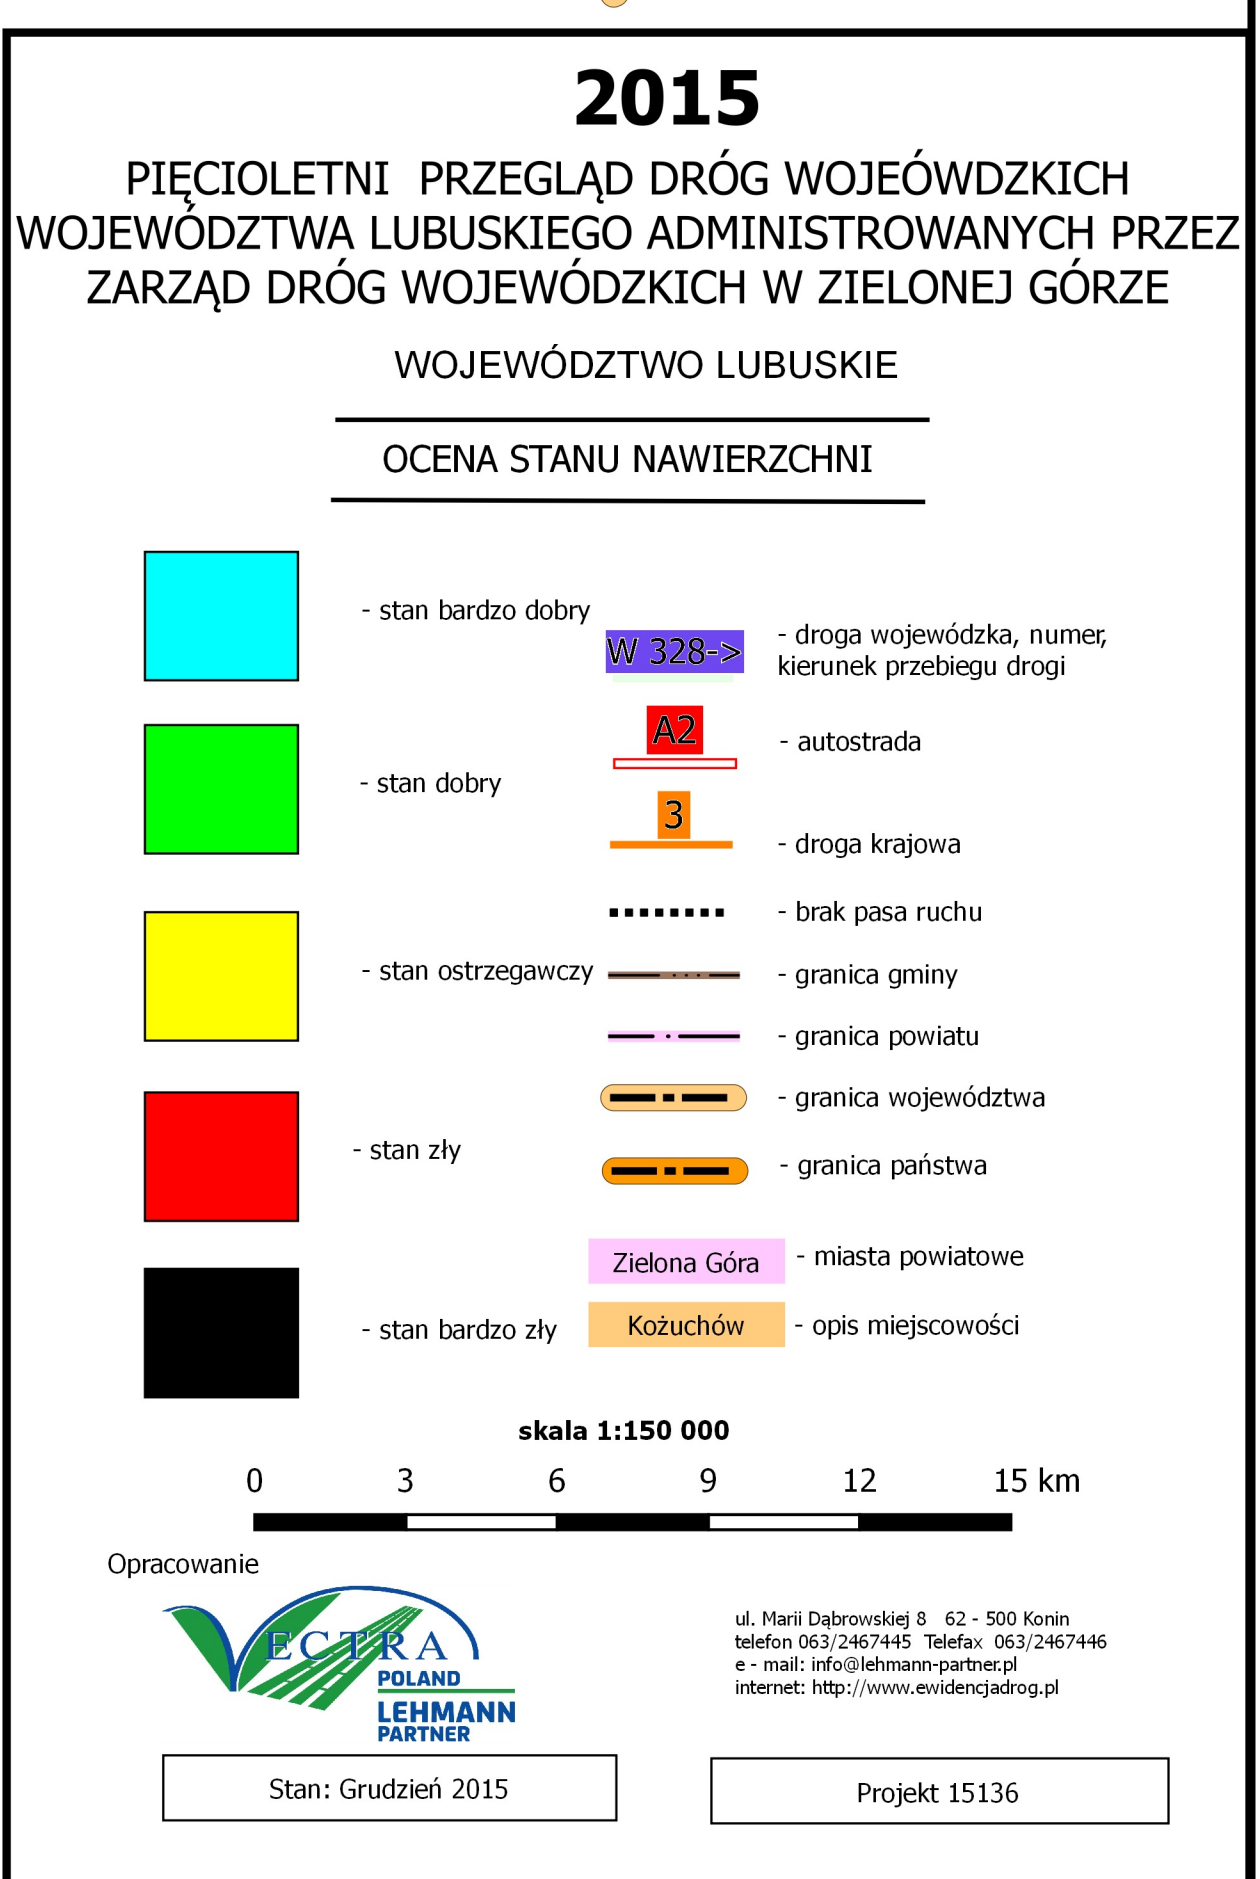 2015
PIĘCIOLETNI PRZEGLĄD DRÓG WOJEÓWDZKICH
WOJEWÓDZTWA LUBUSKIEGO ADMINISTROWANYCH PRZEZ
ZARZĄD DRÓG WOJEWÓDZKICH W ZIELONEJ GÓRZE
WOJEWÓDZTWO LUBUSKIE
OCENA STANU NAWIERZCHNI
- stan bardzo dobry
- stan dobry
- stan ostrzegawczy
- stan zły
- stan bardzo zły
W 328->
- droga wojewódzka, numer,
kierunek przebiegu drogi
A2
- autostrada
3
- droga krajowa
- brak pasa ruchu
- granica gminy
- granica powiatu
- granica województwa
- granica państwa
Zielona Góra
- miasta powiatowe
Kożuchów
- opis miejscowości
skala 1:150 000
0 3 6 9 12 15 km
Opracowanie
VECTRA
POLAND
LEHMANN
PARTNER
ul. Marii Dąbrowskiej 8 62 - 500 Konin
telefon 063/2467445 Telefax 063/2467446
e - mail: info@lehmann-partner.pl
internet: http://www.ewidencjadrog.pl
Stan: Grudzień 2015
Projekt 15136